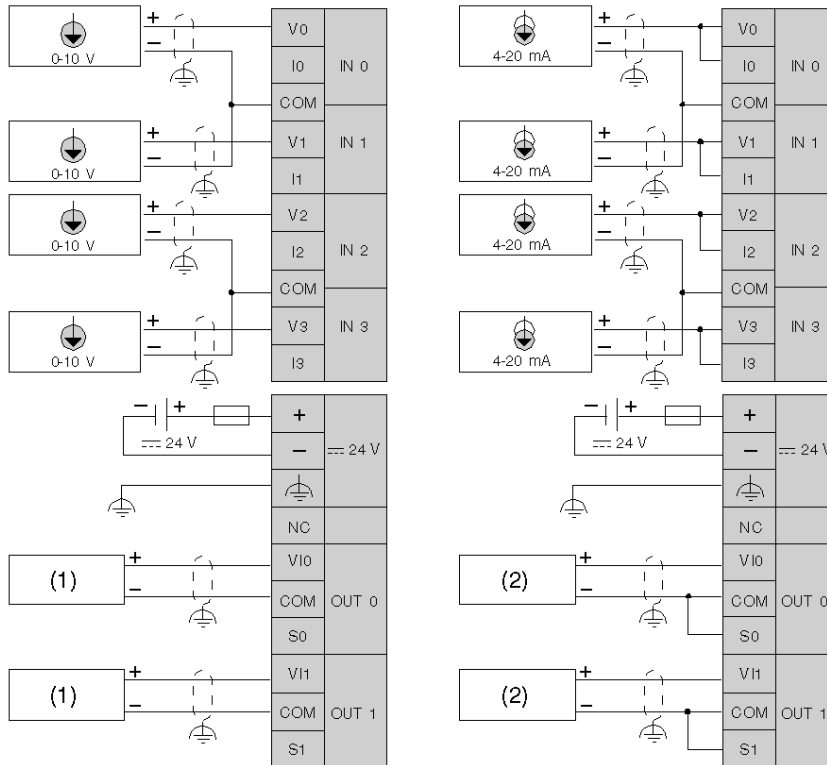 + V0 + V0
− −
0-10 V I0 IN 0 4-20 mA I0 IN 0
COM COM
+ V1 IN 1 + V1 IN 1
− −
0-10 V I1 4-20 mA I1
+ V2 + V2
− −
0-10 V I2 IN 2 4-20 mA I2 IN 2
COM COM
+ V3 IN 3 + V3 IN 3
− −
0-10 V I3 4-20 mA I3
− + + − + +
24 V − 24 V 24 V − 24 V
NC NC
+ VI0 + VI0
(1) − COM OUT 0 (2) − COM OUT 0
S0 S0
+ VI1 + VI1
(1) − COM OUT 1 (2) − COM OUT 1
S1 S1